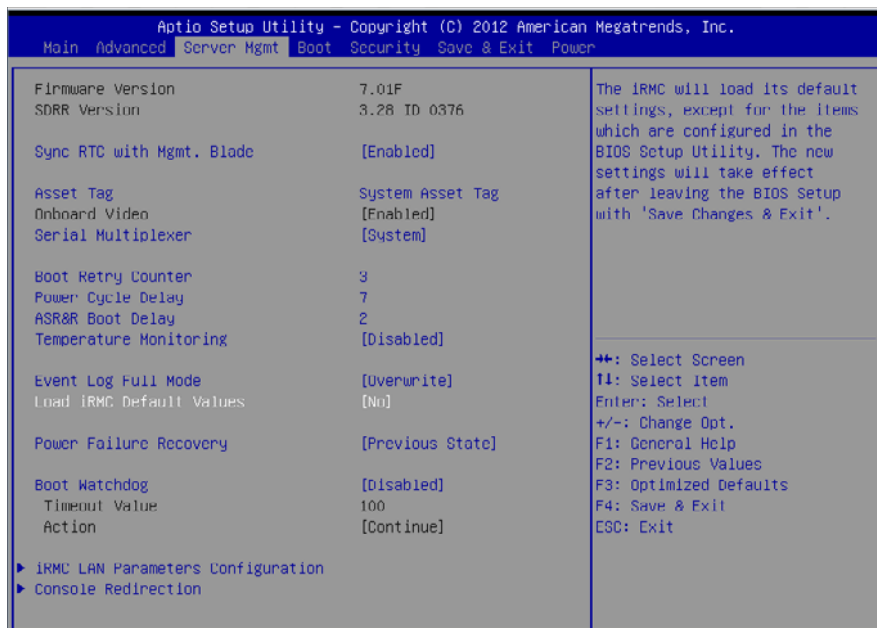 Aptio Setup Utility - Copyright (C) 2012 American Megatrends, Inc.
Main Advanced Server Mgmt Boot Security Save & Exit Power
Firmware Version 7.01F
SDRR Version 3.28 ID 0376
Sync RTC with Mgmt. Blade [Enabled]
Asset Tag System Asset Tag
Onboard Video [Enabled]
Serial Multiplexer [System]
Boot Retry Counter 3
Power Cycle Delay 7
ASR&R Boot Delay 2
Temperature Monitoring [Disabled]
Event Log Full Mode [Overwrite]
Load iRMC Default Values [No]
Power Failure Recovery [Previous State]
Boot Watchdog [Disabled]
Timeout Value 100
Action [Continue]
iRMC LAN Parameters Configuration
Console Redirection
The iRMC will load its default
settings, except for the items
which are configured in the
BIOS Setup Utility. The new
settings will take effect
after leaving the BIOS Setup
with 'Save Changes & Exit'.
→←: Select Screen
↑↓: Select Item
Enter: Select
+/-: Change Opt.
F1: General Help
F2: Previous Values
F3: Optimized Defaults
F4: Save & Exit
ESC: Exit